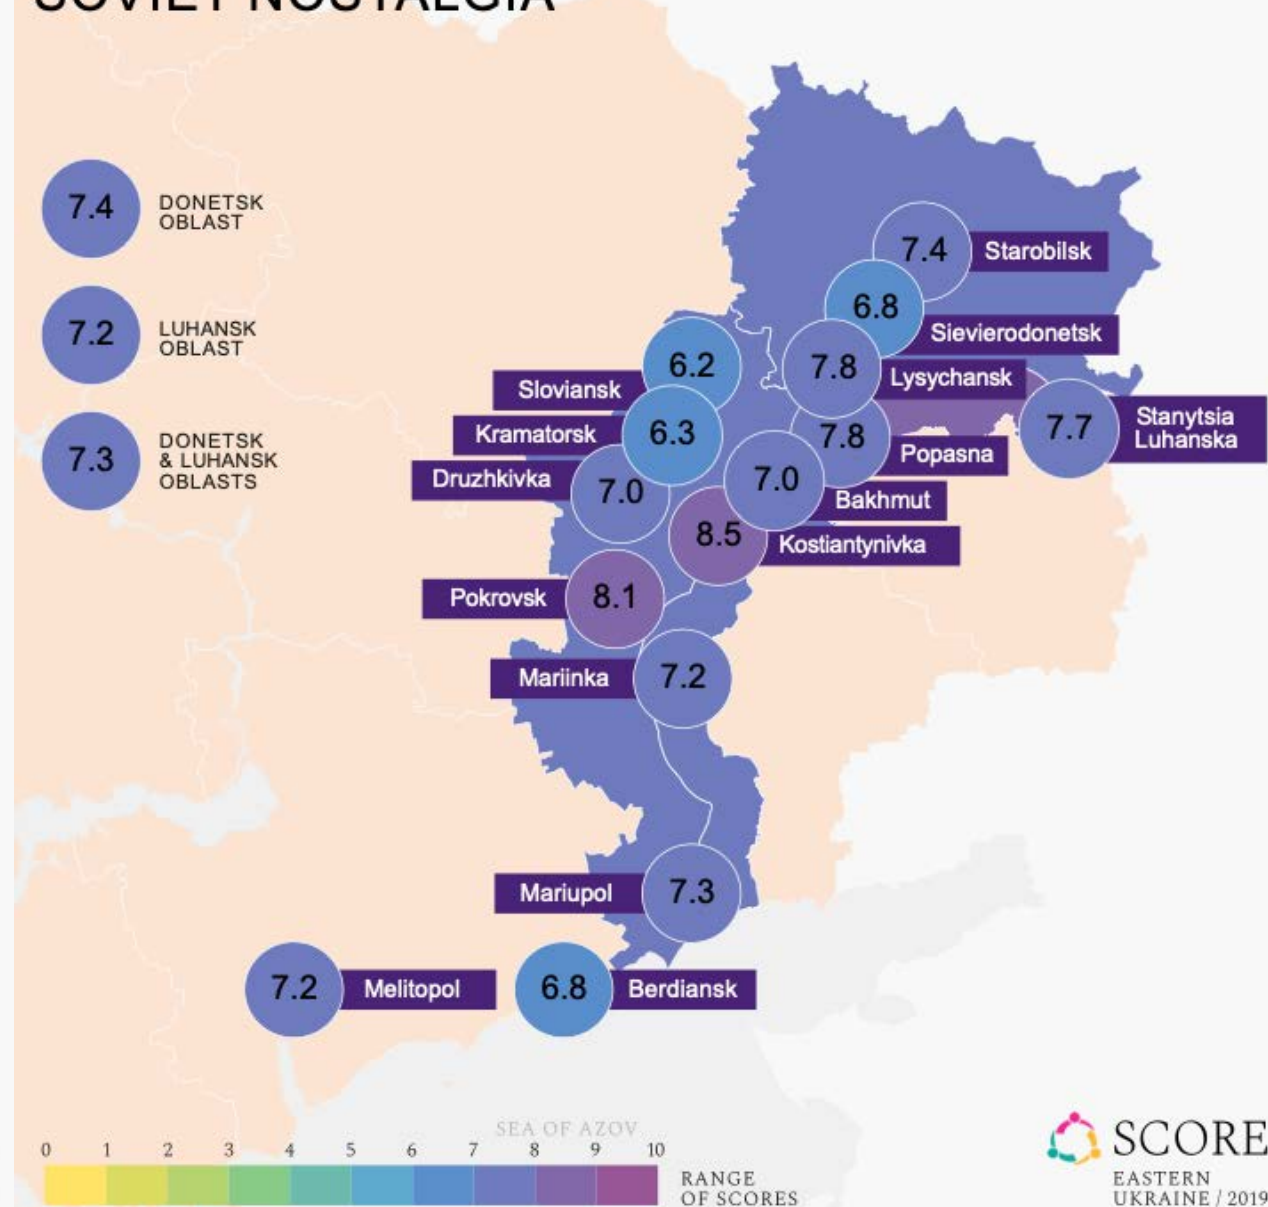 SOVIET NOSTALGIA
7.4
DONETSK
OBLAST
7.2
LUHANSK
OBLAST
7.3
DONETSK
& LUHANSK
OBLASTS
7.4
Starobilsk
6.8
Sievierodonetsk
6.2
Sloviansk
7.8
Lysychansk
6.3
Kramatorsk
7.8
Popasna
7.7
Stanytsia
Luhanska
7.0
Druzhkivka
7.0
Bakhmut
8.5
Kostiantynivka
8.1
Pokrovsk
7.2
Mariinka
7.3
Mariupol
7.2
Melitopol
6.8
Berdiansk
SEA OF AZOV
0 1 2 3 4 5 6 7 8 9 10
RANGE
OF SCORES
SCORE
EASTERN
UKRAINE / 2019